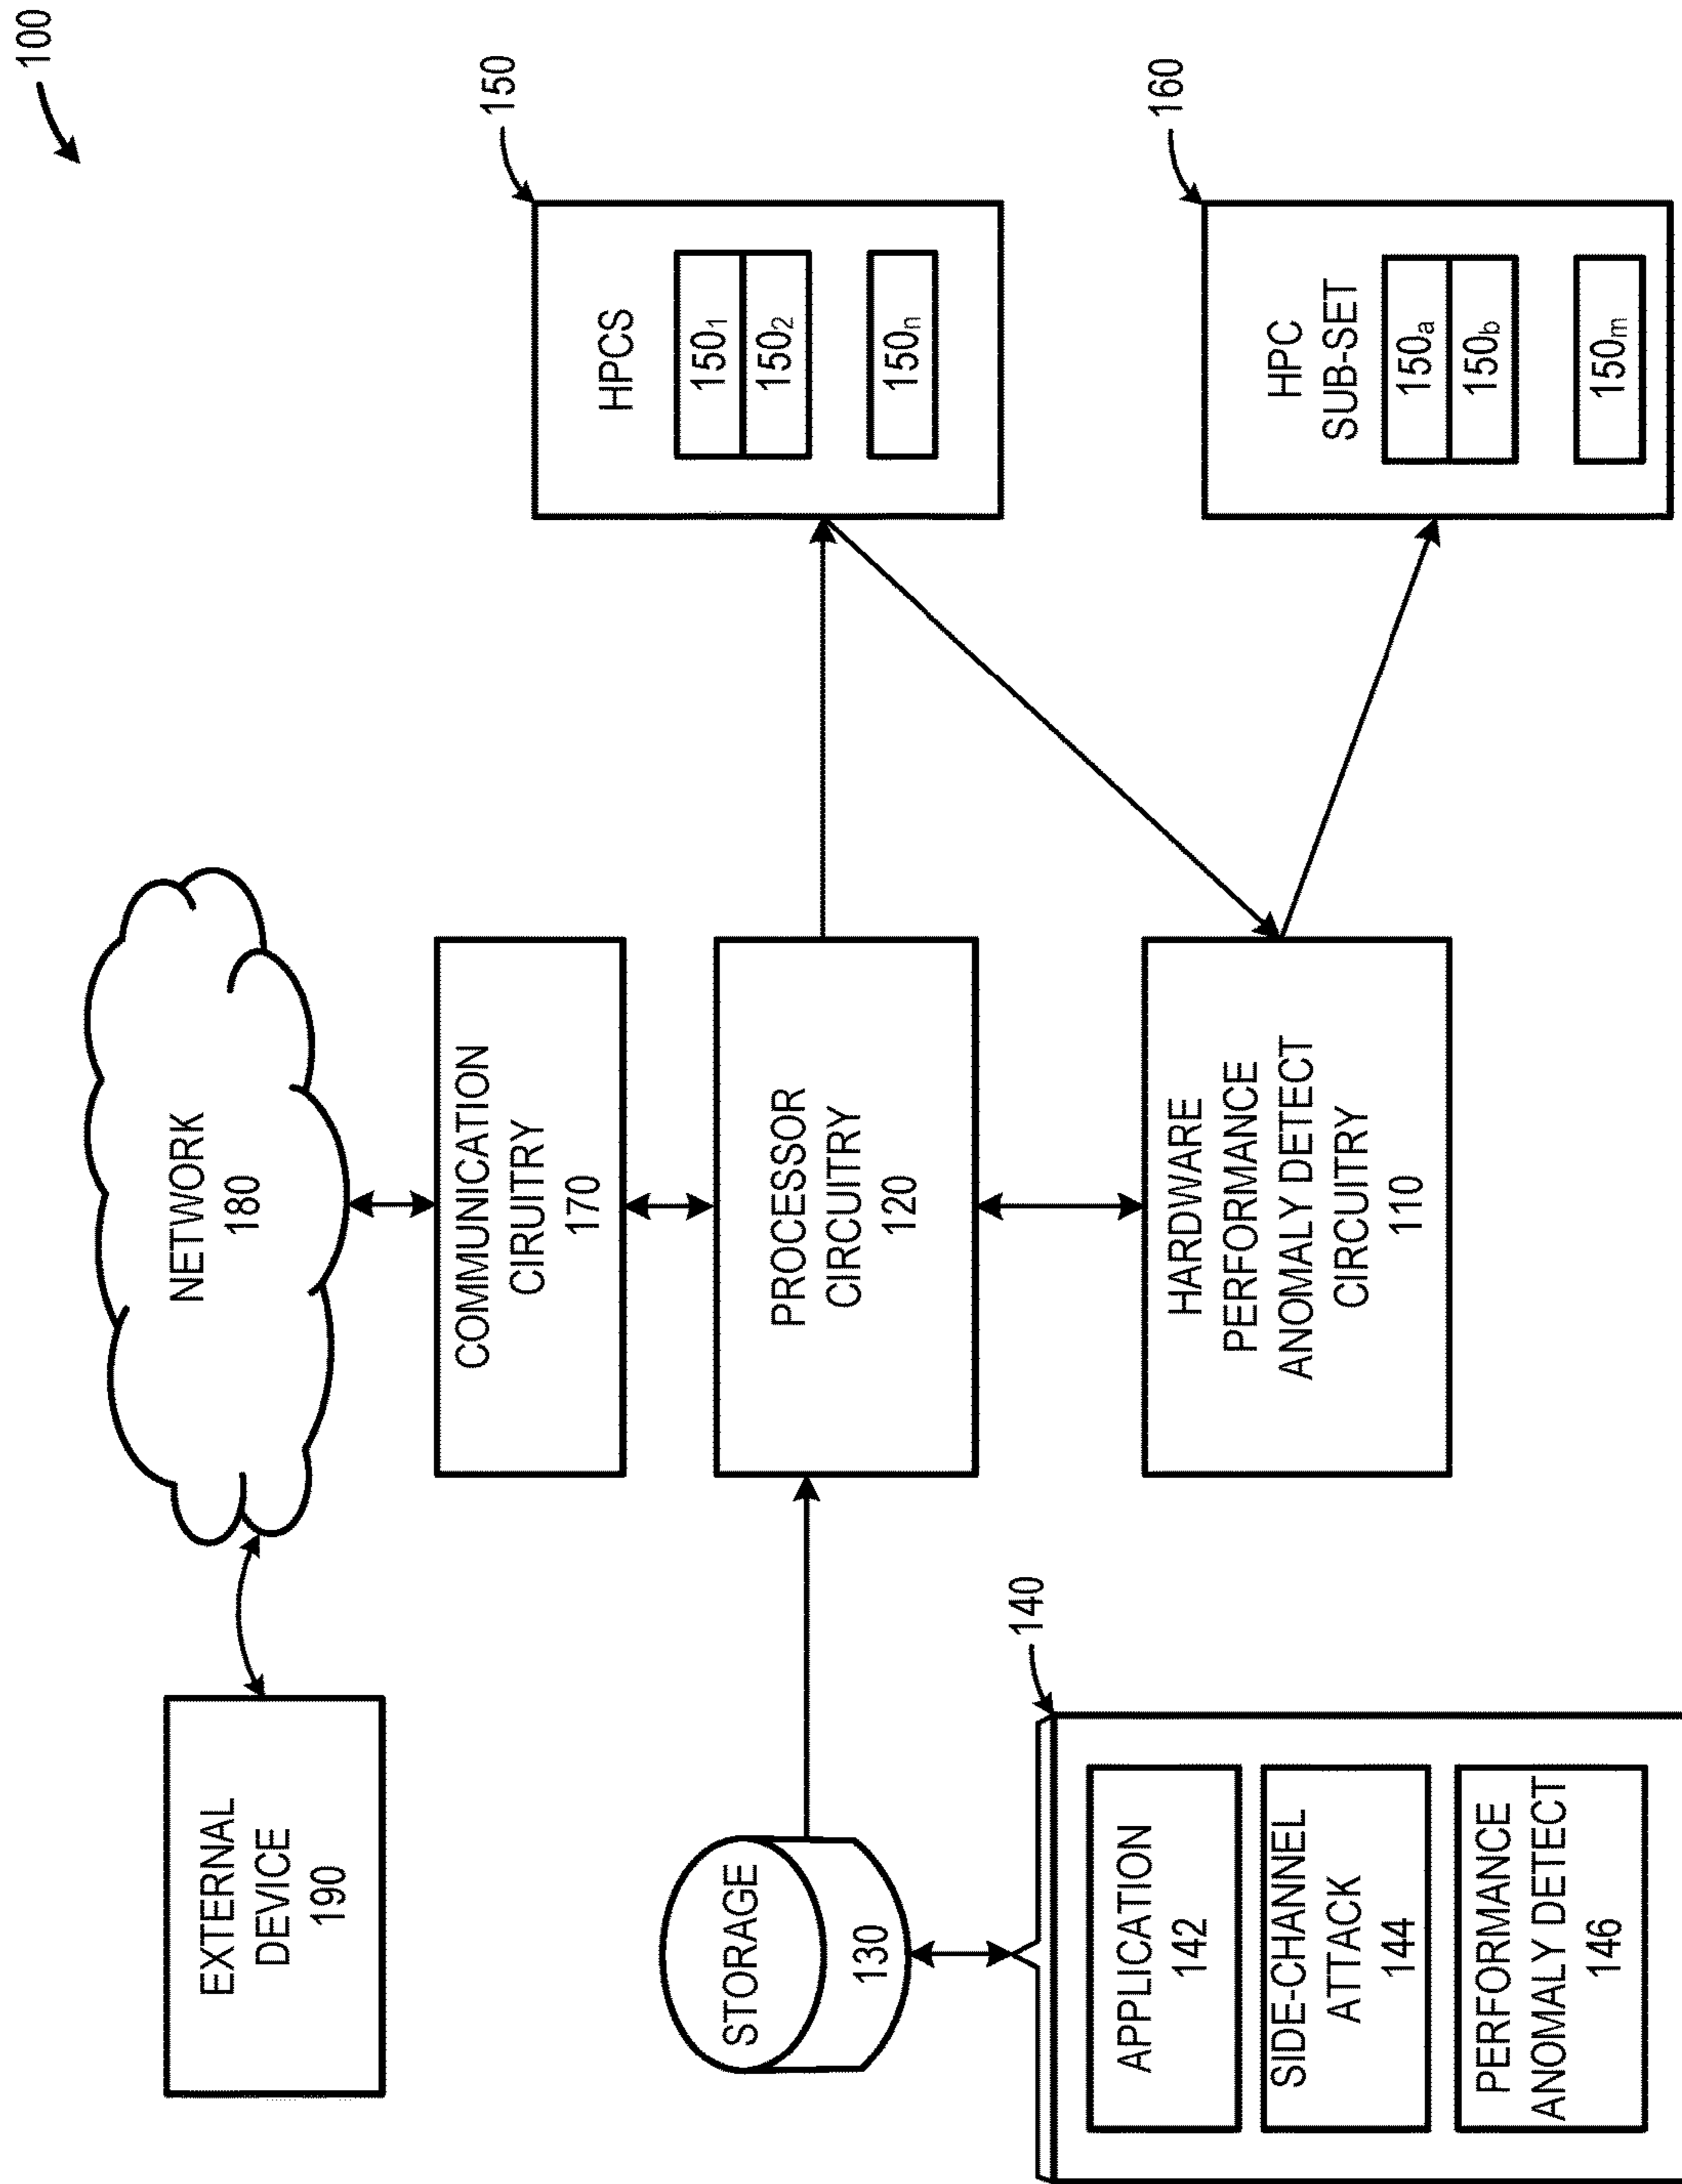 100
EXTERNAL
DEVICE
190
NETWORK
180
COMMUNICATION
CIRUITRY
170
STORAGE
130
PROCESSOR
CIRCUITRY
120
150
HPCS
150₁
150₂
150ₙ
140
APPLICATION
142
SIDE-CHANNEL
ATTACK
144
PERFORMANCE
ANOMALY DETECT
146
HARDWARE
PERFORMANCE
ANOMALY DETECT
CIRCUITRY
110
160
HPC
SUB-SET
150ₐ
150b
150ₘ